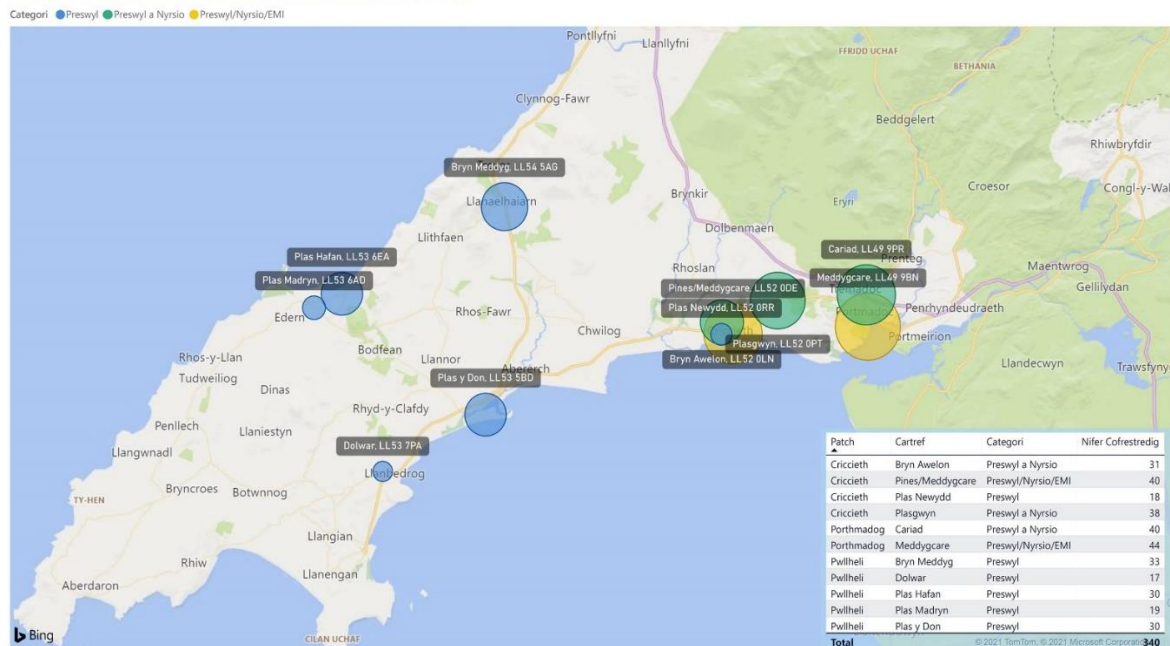 Categori Preswyl Preswyl a Nyrsio Preswyl/Nyrsio/EMI
Pontllyfni
Llanllyfni
FFRIDD UCHAF
BETHANIA
Clynnog-Fawr
Beddgelert
Rhiwbryfdir
Bryn Meddyg, LL54 5AG
Llanaelhaiarn
Brynkir
Eryri
Croesor
Congl-y-Wal
Dolbenmaen
Llithfaen
Cariad, LL49 9PR
Prenteg
Plas Hafan, LL53 6EA
Rhoslan
Maentwrog
Plas Madryn, LL53 6AD
Pines/Meddygcare, LL52 0DE
Meddygcare, LL49 9BN
Tremadoc
Gellilydan
Edern
Rhos-Fawr
Plas Newydd, LL52 0RR
Portmadoc
Penrhyndeudraeth
Chwilog
Plasgwyn, LL52 0PT
Portmeirion
Bodfean
Bryn Awelon, LL52 0LN
Rhos-y-Llan
Llannor
Abererch
Llandecwyn
Trawsfyny
Tudweiliog
Plas y Don, LL53 5BD
Dinas
Rhyd-y-Clafdy
Penllech
Llaniestyn
Llangwnadl
Dolwar, LL53 7PA
Llanbedrog
Bryncroes
Botwnnog
TY-HEN
Llangian
Rhiw
Llanengan
Aberdaron
CILAN UCHAF
Bing
Patch Cartref Categori Nifer Cofrestredig
Criccieth Bryn Awelon Preswyl a Nyrsio 31
Criccieth Pines/Meddygcare Preswyl/Nyrsio/EMI 40
Criccieth Plas Newydd Preswyl 18
Criccieth Plasgwyn Preswyl a Nyrsio 38
Porthmadog Cariad Preswyl a Nyrsio 40
Porthmadog Meddygcare Preswyl/Nyrsio/EMI 44
Pwllheli Bryn Meddyg Preswyl 33
Pwllheli Dolwar Preswyl 17
Pwllheli Plas Hafan Preswyl 30
Pwllheli Plas Madryn Preswyl 19
Pwllheli Plas y Don Preswyl 30
Total 340
© 2021 TomTom, © 2021 Microsoft Corporation